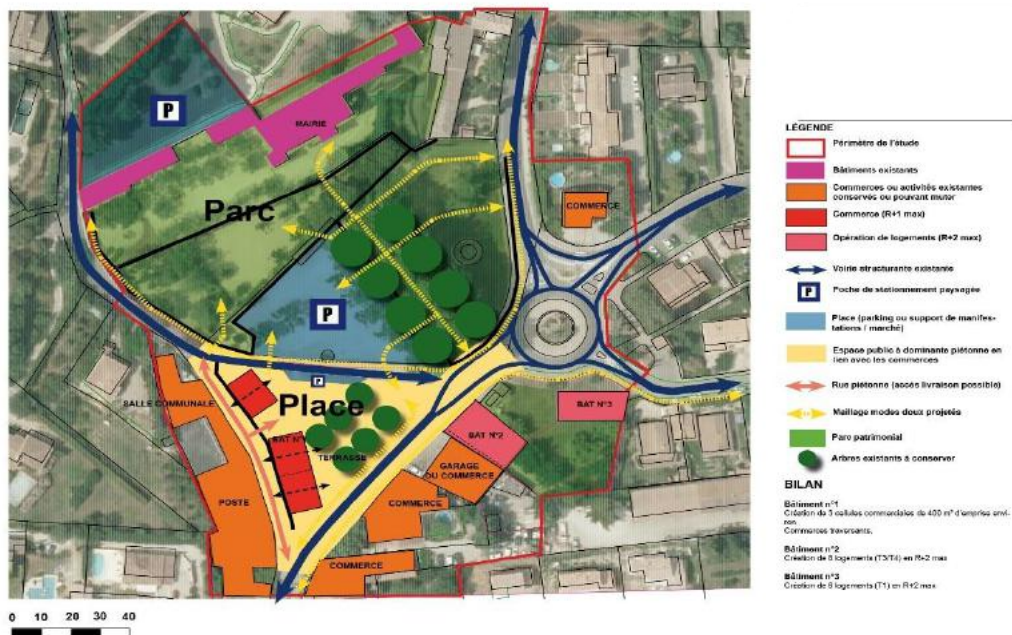 P
MAIRIE
Parc
COMMERCE
P
P
SALLE COMMUNALE
Place
BAT N°3
BAT N°2
TERRASSE
GARAGE
DU COMMERCE
POSTE
COMMERCE
COMMERCE
0 10 20 30 40
LÉGENDE
Périmètre de l'étude
Bâtiments existants
Commerces ou activités existantes
conservés ou pouvant muter
Commerce (R+1 max)
Opération de logements (R+2 max)
Voirie structurante existante
P
Poche de stationnement paysagée
Place (parking ou support de manifes-
tations / marché)
Espace public à dominante piétonne en
lien avec les commerces
Rue piétonne (accès livraison possible)
Maillage modes doux projetés
Parc patrimonial
Arbres existants à conserver
BILAN
Bâtiment n°1
Création de 3 cellules commerciales de 400 m² d'emprise envi-
ron
Commerces traversants.
Bâtiment n°2
Création de 6 logements (T3/T4) en R+2 max
Bâtiment n°3
Création de logements (T1) en R+2 max